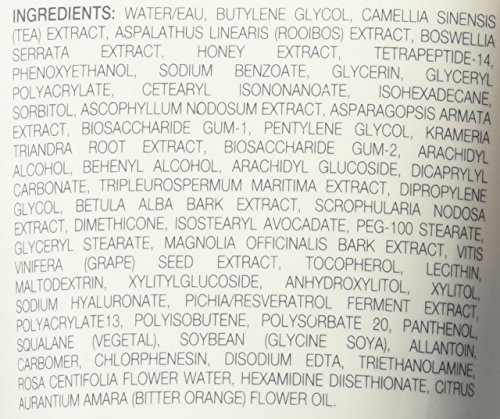 INGREDIENTS: WATER/EAU, BUTYLENE GLYCOL, CAMELLIA SINENSIS
(TEA) EXTRACT, ASPALATHUS LINEARIS (ROOIBOS) EXTRACT, BOSWELLIA
SERRATA EXTRACT, HONEY EXTRACT, TETRAPEPTIDE-14,
PHENOXYETHANOL, SODIUM BENZOATE, GLYCERIN, GLYCERYL
POLYACRYLATE, CETEARYL ISONONANOATE, ISOHEXADECANE,
SORBITOL, ASCOPHYLLUM NODOSUM EXTRACT, ASPARAGOPSIS ARMATA
EXTRACT, BIOSACCHARIDE GUM-1, PENTYLENE GLYCOL, KRAMERIA
TRIANDRA ROOT EXTRACT, BIOSACCHARIDE GUM-2, ARACHIDYL
ALCOHOL, BEHENYL ALCOHOL, ARACHIDYL GLUCOSIDE, DICAPRYLYL
CARBONATE, TRIPLEUROSPERMUM MARITIMA EXTRACT, DIPROPYLENE
GLYCOL, BETULA ALBA BARK EXTRACT, SCROPHULARIA NODOSA
EXTRACT, DIMETHICONE, ISOSTEARYL AVOCADATE, PEG-100 STEARATE,
GLYCERYL STEARATE, MAGNOLIA OFFICINALIS BARK EXTRACT, VITIS
VINIFERA (GRAPE) SEED EXTRACT, TOCOPHEROL, LECITHIN,
MALTODEXTRIN, XYLITYLGLUCOSIDE, ANHYDROXYLITOL, XYLITOL,
SODIUM HYALURONATE, PICHIA/RESVERATROL FERMENT EXTRACT,
POLYACRYLATE13, POLYISOBUTENE, POLYSORBATE 20, PANTHENOL,
SQUALANE (VEGETAL), SOYBEAN (GLYCINE SOYA), ALLANTOIN,
CARBOMER, CHLORPHENESIN, DISODIUM EDTA, TRIETHANOLAMINE,
ROSA CENTIFOLIA FLOWER WATER, HEXAMIDINE DIISETHIONATE, CITRUS
AURANTIUM AMARA (BITTER ORANGE) FLOWER OIL.